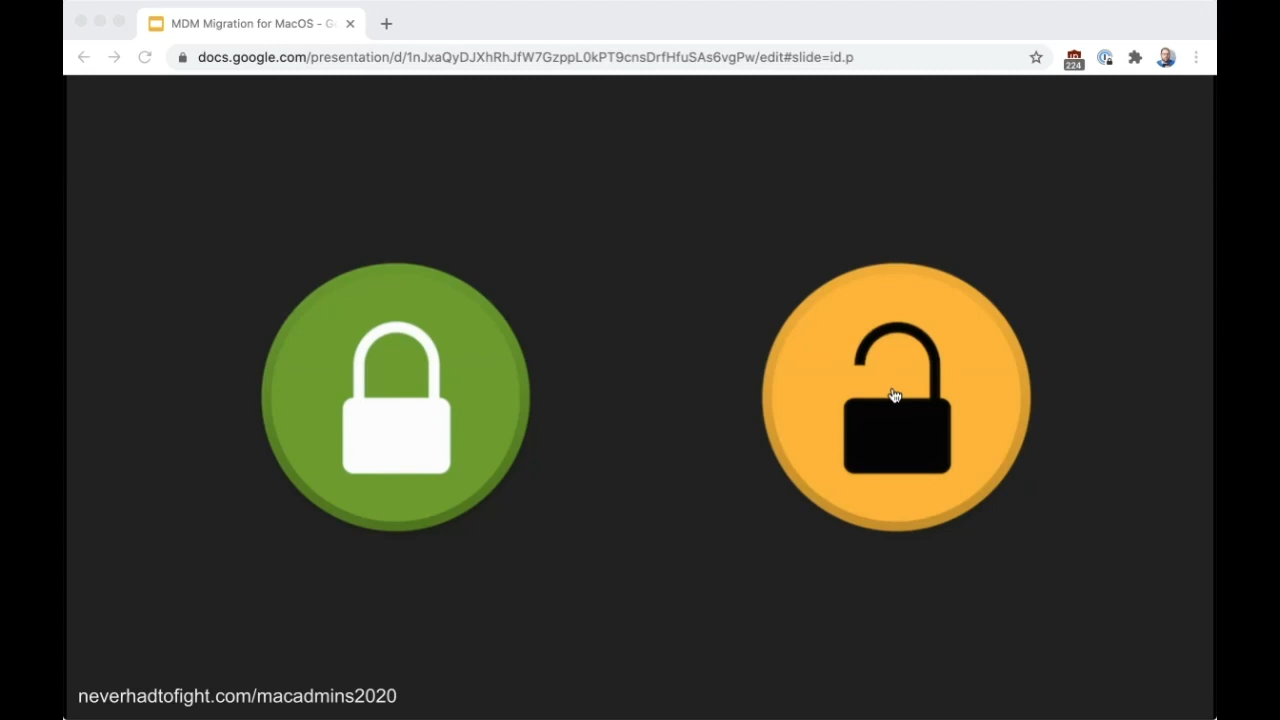 MDM Migration for MacOS - G
docs.google.com/presentation/d/1nJxaQyDJXhRhJfW7GzppL0kPT9cnsDrfHfuSAs6vgPw/edit#slide=id.p
224
neverhadtofight.com/macadmins2020